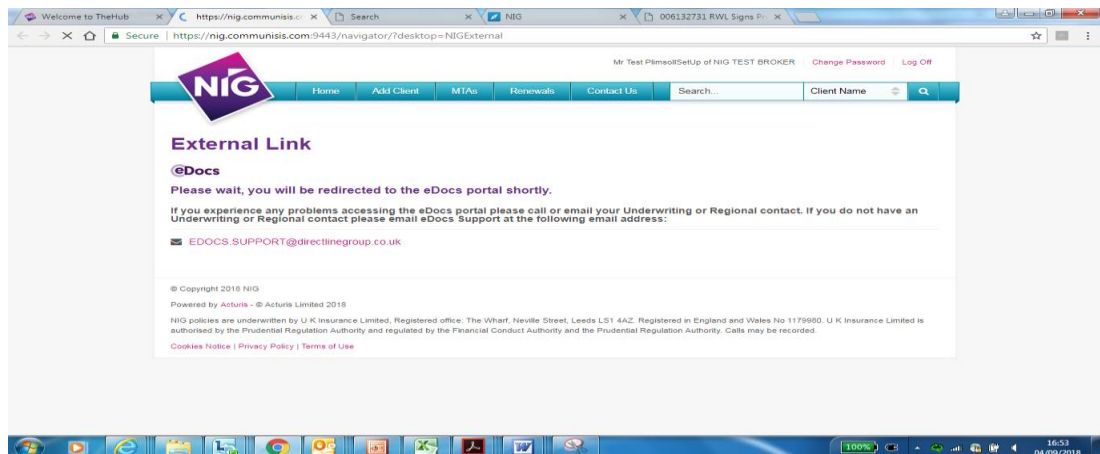 Welcome to TheHub
https://nig.communisis.cc
Search
NIG
006132731 RWL Signs Pr
Secure | https://nig.communisis.com:9443/navigator/?desktop=NIGExternal
Mr Test PlimsollSetUp of NIG TEST BROKER Change Password Log Off
NIG
Home Add Client MTAs Renewals Contact Us Search... Client Name
External Link
eDocs
Please wait, you will be redirected to the eDocs portal shortly.
If you experience any problems accessing the eDocs portal please call or email your Underwriting or Regional contact. If you do not have an
Underwriting or Regional contact please email eDocs Support at the following email address:
EDOCS.SUPPORT@directlinegroup.co.uk
© Copyright 2018 NIG
Powered by Acturis - © Acturis Limited 2018
NIG policies are underwritten by U K Insurance Limited, Registered office: The Wharf, Neville Street, Leeds LS1 4AZ. Registered in England and Wales No 1179980. U K Insurance Limited is
authorised by the Prudential Regulation Authority and regulated by the Financial Conduct Authority and the Prudential Regulation Authority. Calls may be recorded.
Cookies Notice | Privacy Policy | Terms of Use
100%
16:53
04/09/2018